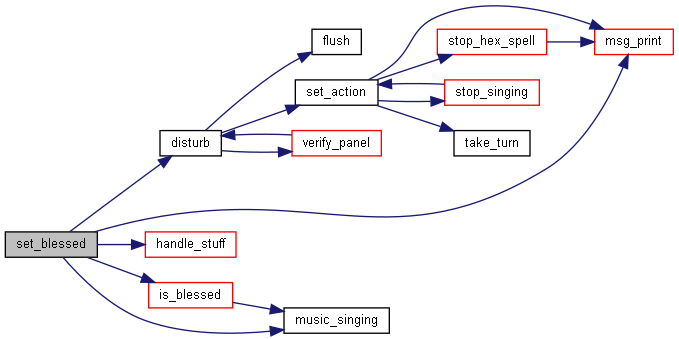 flush
stop_hex_spell
msg_print
set_action
stop_singing
disturb
verify_panel
take_turn
set_blessed
handle_stuff
is_blessed
music_singing